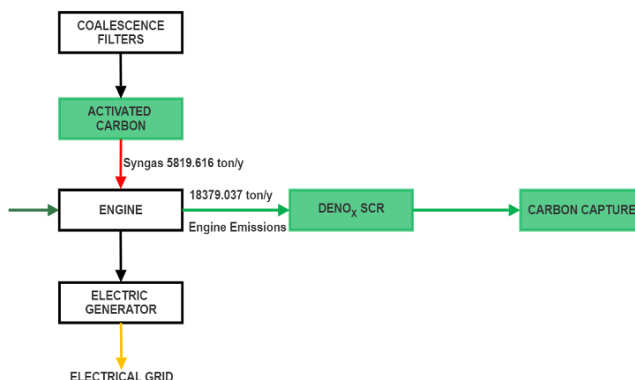 COALESCENCE
FILTERS
ACTIVATED
CARBON
Syngas 5819.616 ton/y
ENGINE
18379.037 ton/y
Engine Emissions
DENOX SCR
CARBON CAPTURE
ELECTRIC
GENERATOR
ELECTRICAL GRID